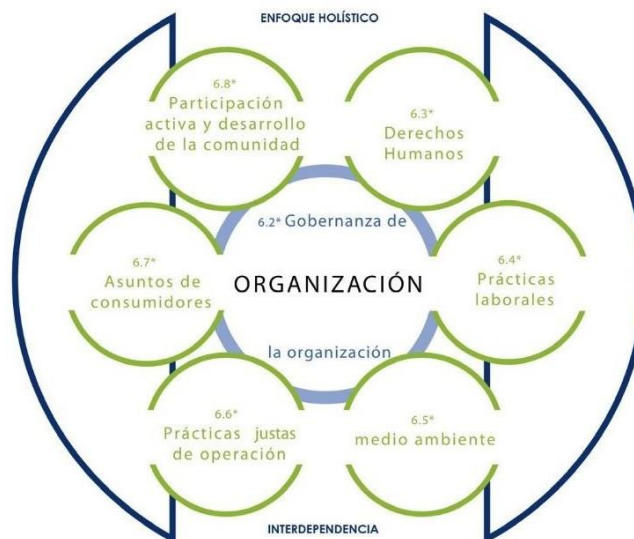 ENFOQUE HOLÍSTICO
6.8*
Participación
activa y desarrollo
de la comunidad
6.3*
Derechos
Humanos
6.2* Gobernanza de
6.7*
Asuntos de
consumidores
ORGANIZACIÓN
6.4*
Prácticas
laborales
la organización
6.6*
Prácticas justas
de operación
6.5*
medio ambiente
INTERDEPENDENCIA